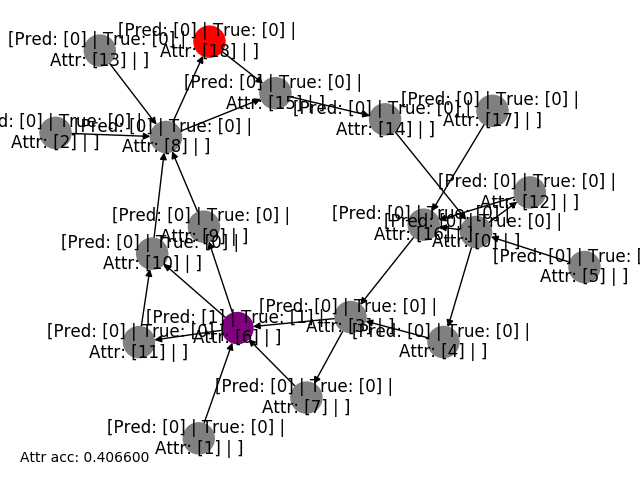 [Pred: [0] | True: [0] |
Attr: [18] | ]
[Pred: [0] | True: [0] |
Attr: [13] | ]
[Pred: [0] | True: [0] |
Attr: [15] | ]
[Pred: [0] | True: [0] |
Attr: [14] | ]
[Pred: [0] | True: [0] |
Attr: [17] | ]
d: [0] | True: [0] |
Attr: [2] | ]
[Pred: [0] | True: [0] |
Attr: [8] | ]
[Pred: [0] | True: [0] |
Attr: [12] | ]
[Pred: [0] | True: [0] |
Attr: [16] | ]
[Pred: [0] | True: [0] |
Attr: [0] | ]
[Pred: [0] | True: [0] |
Attr: [9] | ]
[Pred: [0] | True: [0] |
Attr: [10] | ]
[Pred: [0] | True: [
Attr: [5] | ]
[Pred: [0] | True: [0] |
Attr: [3] | ]
[Pred: [1] | True: [1] |
Attr: [6] | ]
[Pred: [0] | True: [0] |
Attr: [11] | ]
[Pred: [0] | True: [0] |
Attr: [4] | ]
[Pred: [0] | True: [0] |
Attr: [7] | ]
[Pred: [0] | True: [0] |
Attr: [1] | ]
Attr acc: 0.406600